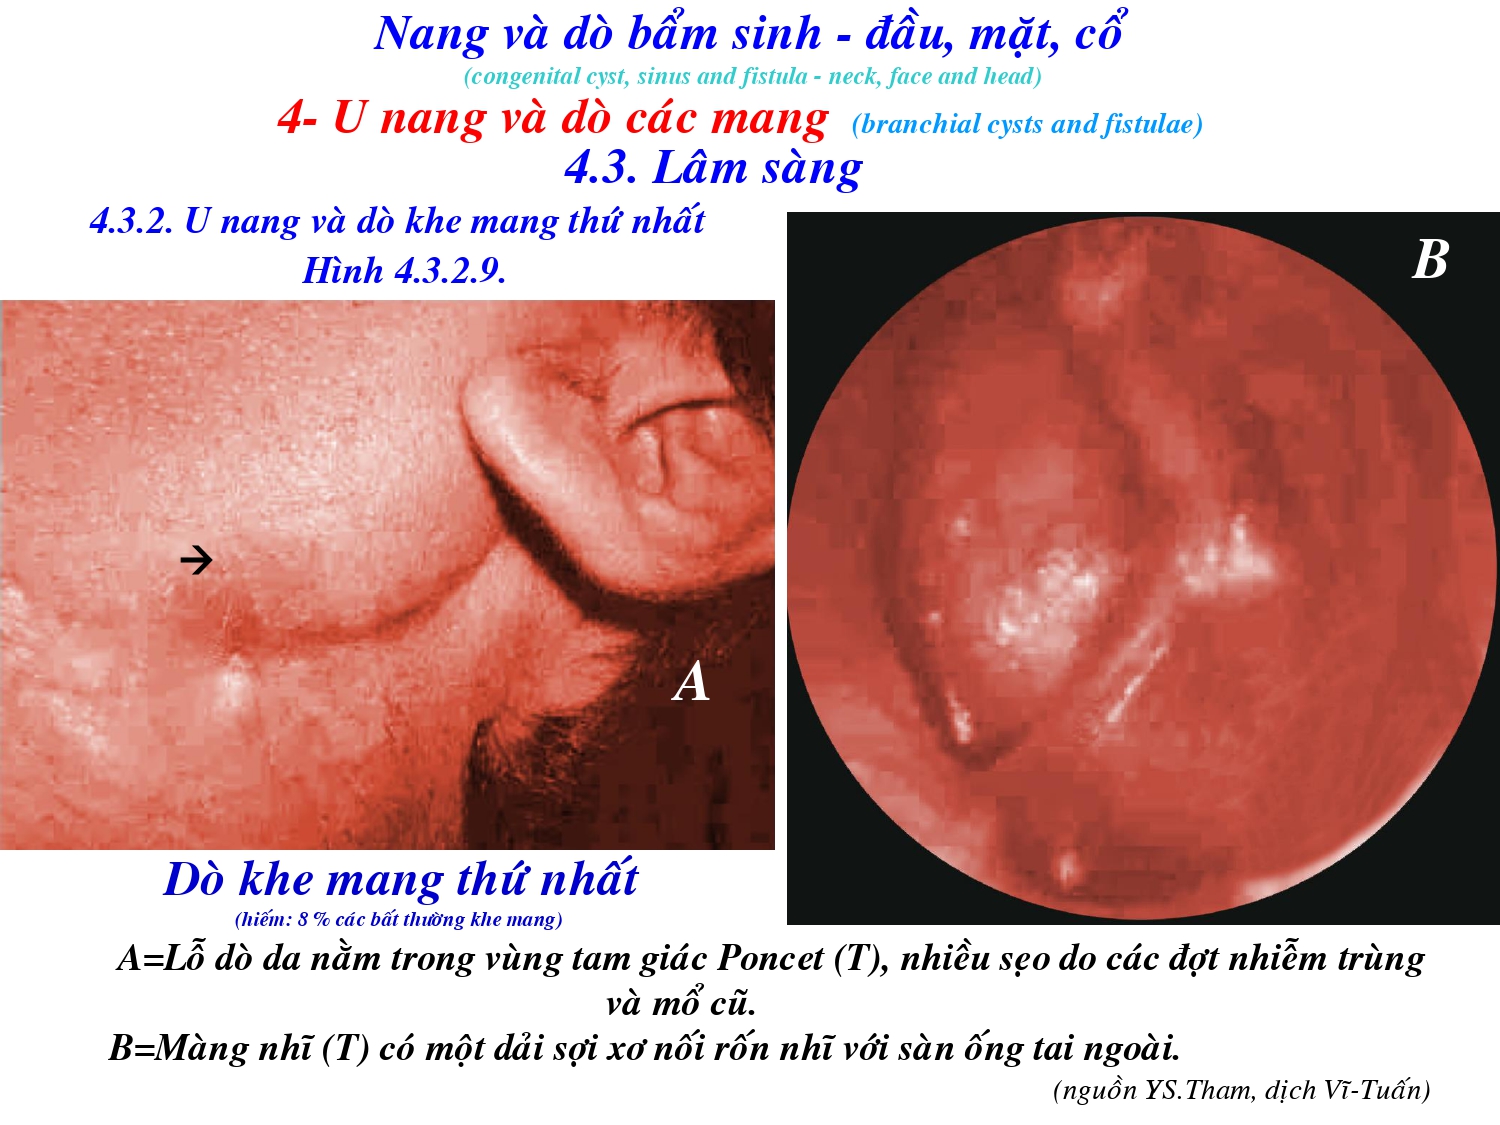 Nang và dò bẩm sinh - đầu, mặt, cổ
(congenital cyst, sinus and fistula - neck, face and head)
4- U nang và dò các mang (branchial cysts and fistulae)
4.3. Lâm sàng
4.3.2. U nang và dò khe mang thứ nhất
Hình 4.3.2.9.
B
A
Dò khe mang thứ nhất
(hiếm: 8% các bất thường khe mang)
A=Lỗ dò da nằm trong vùng tam giác Poncet (T), nhiều sẹo do các đợt nhiễm trùng
và mổ cũ.
B=Màng nhĩ (T) có một dải sợi xơ nối rốn nhĩ với sàn ống tai ngoài.
(nguồn YS.Tham, dịch Vĩ-Tuấn)